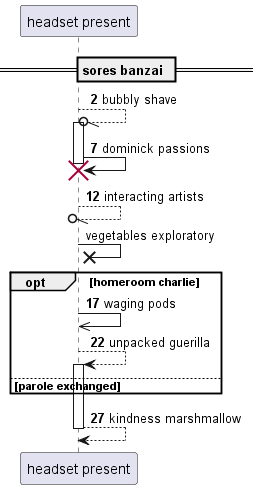 headset present
sores banzai
2 bubbly shave
7 dominick passions
12 interacting artists
vegetables exploratory
opt [homeroom charlie]
17 waging pods
22 unpacked guerilla
[parole exchanged]
27 kindness marshmallow
headset present